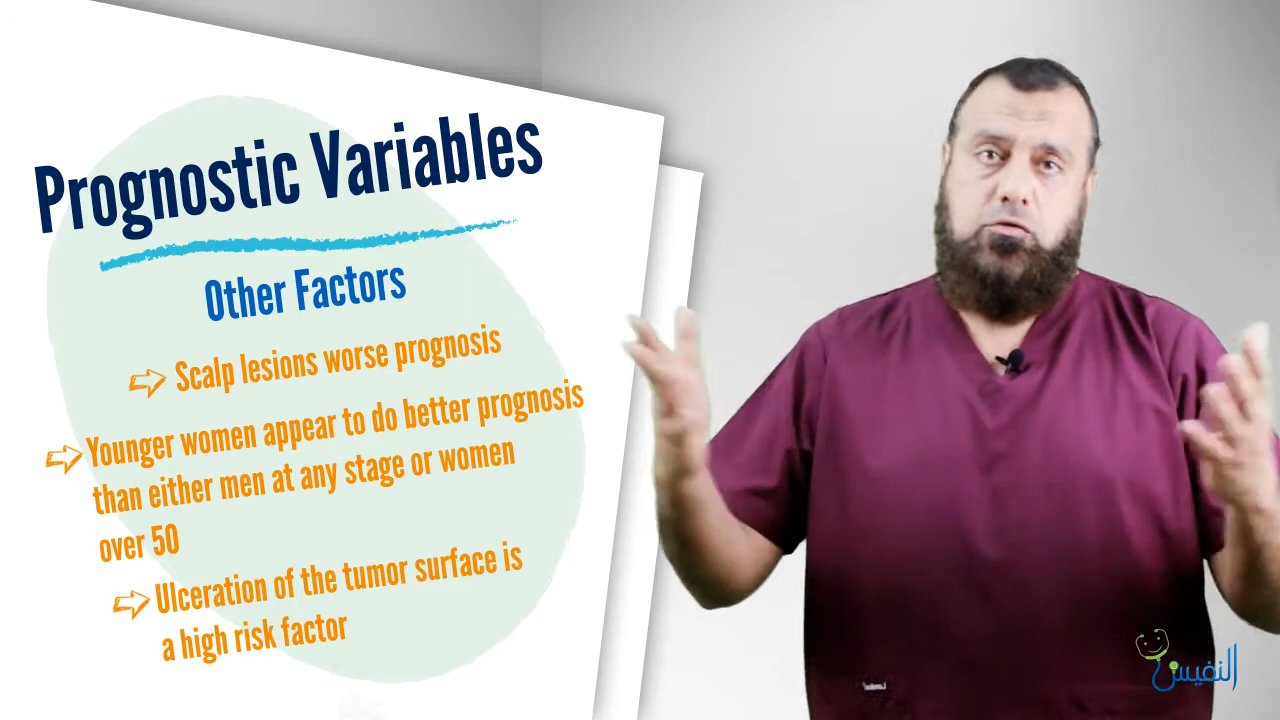 Prognostic Variables
Other Factors
Scalp lesions worse prognosis
Younger women appear to do better prognosis
than either men at any stage or women
over 50
Ulceration of the tumor surface is
a high risk factor
النفيس